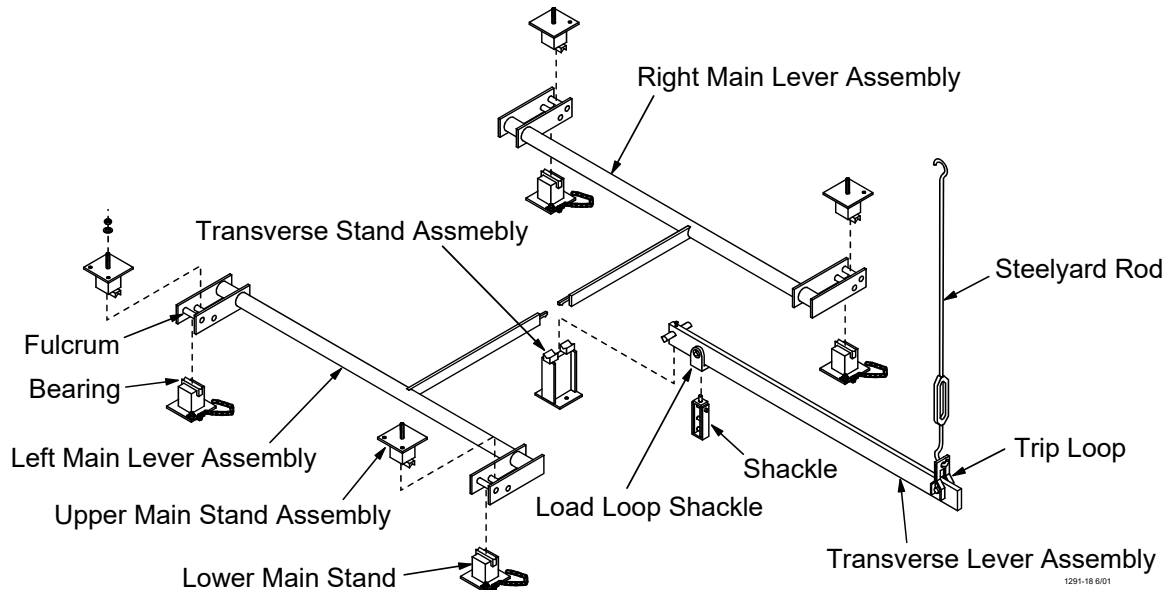 Right Main Lever Assembly
Transverse Stand Assmebly
Steelyard Rod
Fulcrum
Bearing
Left Main Lever Assembly
Shackle
Trip Loop
Upper Main Stand Assembly
Load Loop Shackle
Transverse Lever Assembly
Lower Main Stand
1291-18 6/01